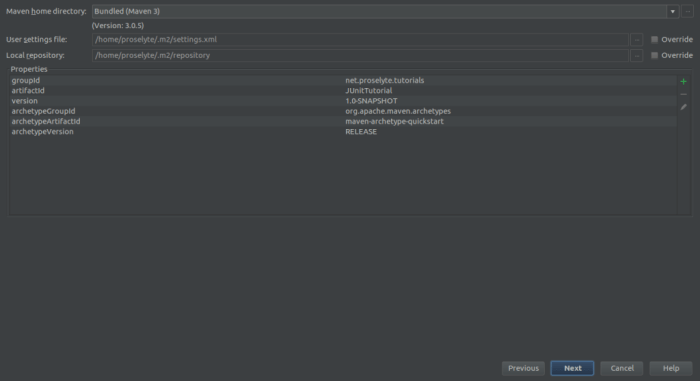 Maven home directory: Bundled (Maven 3)
(Version: 3.0.5)
User settings file: /home/proselyte/.m2/settings.xml ... Override
Local repository: /home/proselyte/.m2/repository ... Override
Properties
groupId net.proselyte.tutorials
artifactId JUnitTutorial
version 1.0-SNAPSHOT
archetypeGroupId org.apache.maven.archetypes
archetypeArtifactId maven-archetype-quickstart
archetypeVersion RELEASE
Previous Next Cancel Help